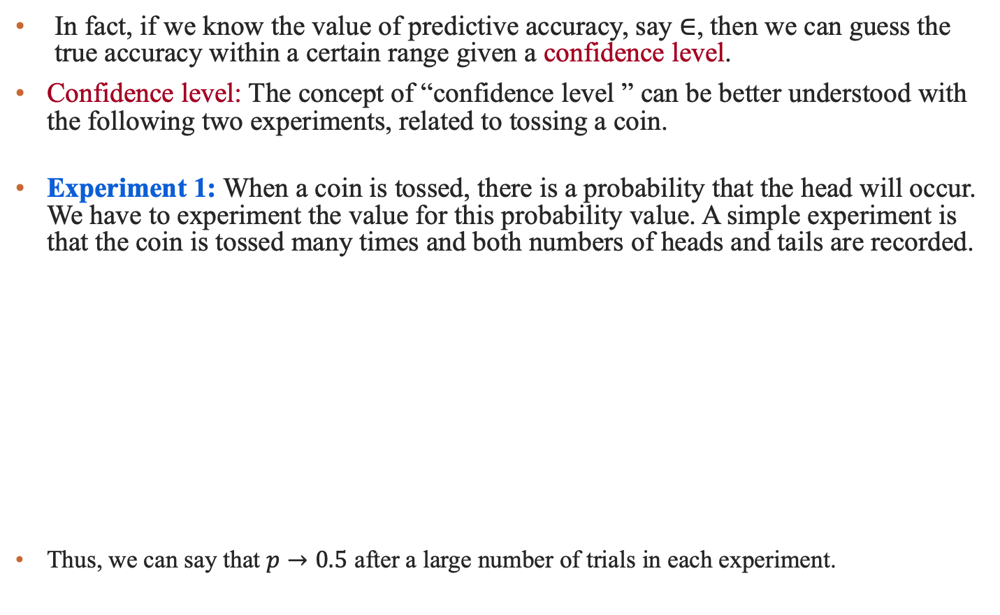 • In fact, if we know the value of predictive accuracy, say ∈, then we can guess the
true accuracy within a certain range given a confidence level.
• Confidence level: The concept of “confidence level ” can be better understood with
the following two experiments, related to tossing a coin.
• Experiment 1: When a coin is tossed, there is a probability that the head will occur.
We have to experiment the value for this probability value. A simple experiment is
that the coin is tossed many times and both numbers of heads and tails are recorded.
• Thus, we can say that p → 0.5 after a large number of trials in each experiment.